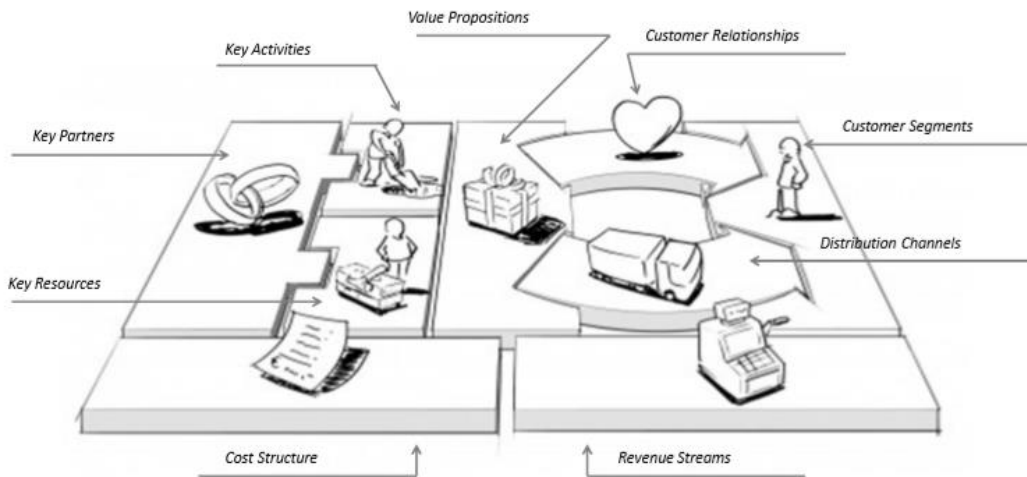 Value Propositions
Customer Relationships
Key Activities
Key Partners
Customer Segments
Distribution Channels
Key Resources
Cost Structure
Revenue Streams